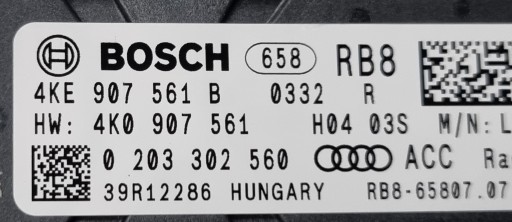 BOSCH 658 RB8
4KE 907 561 B 0332 R
HW: 4K0 907 561 H04 03S M/N: L
0 203 302 560 ACC Ra
39R12286 HUNGARY RB8-65807.07